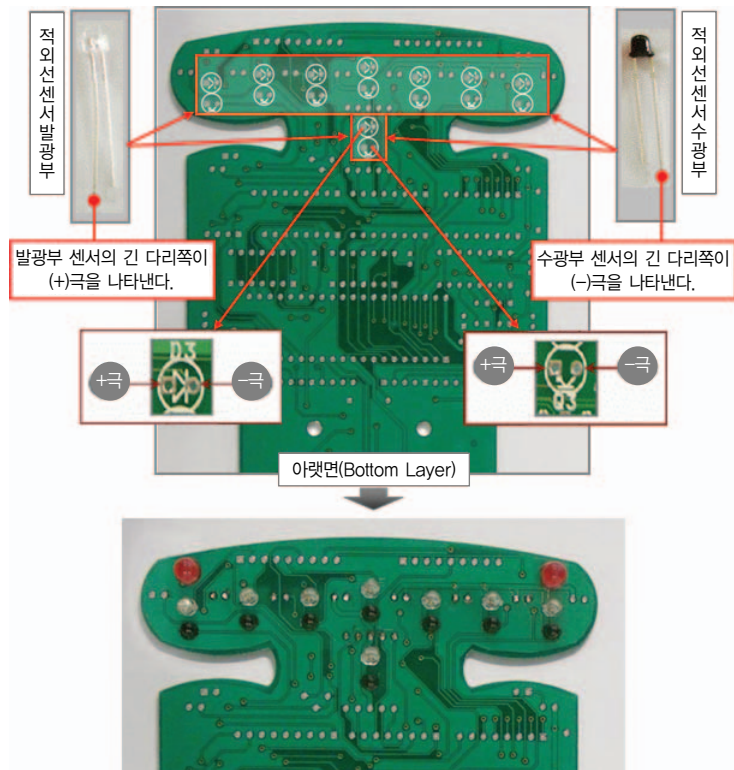 적외선센서발광부
적외선센서수광부
발광부 센서의 긴 다리쪽이
(+)극을 나타낸다.
수광부 센서의 긴 다리쪽이
(-)극을 나타낸다.
D3
+극
-극
+극
-극
Q3
아랫면(Bottom Layer)